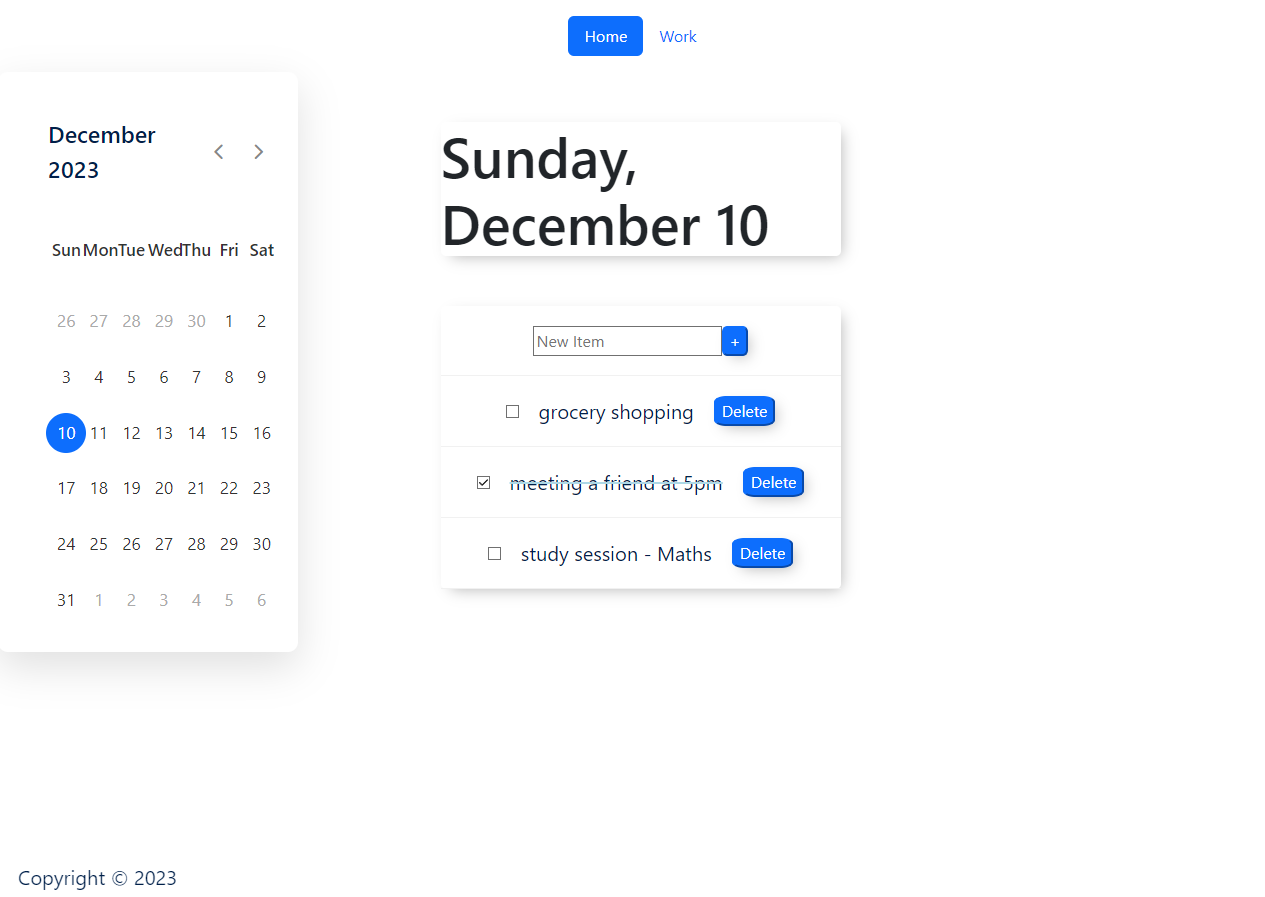 Home Work
December
2023
Sun Mon Tue Wed Thu Fri Sat
26 27 28 29 30 1 2
3 4 5 6 7 8 9
10 11 12 13 14 15 16
17 18 19 20 21 22 23
24 25 26 27 28 29 30
31 1 2 3 4 5 6
Sunday,
December 10
New Item +
grocery shopping Delete
meeting a friend at 5pm Delete
study session - Maths Delete
Copyright © 2023